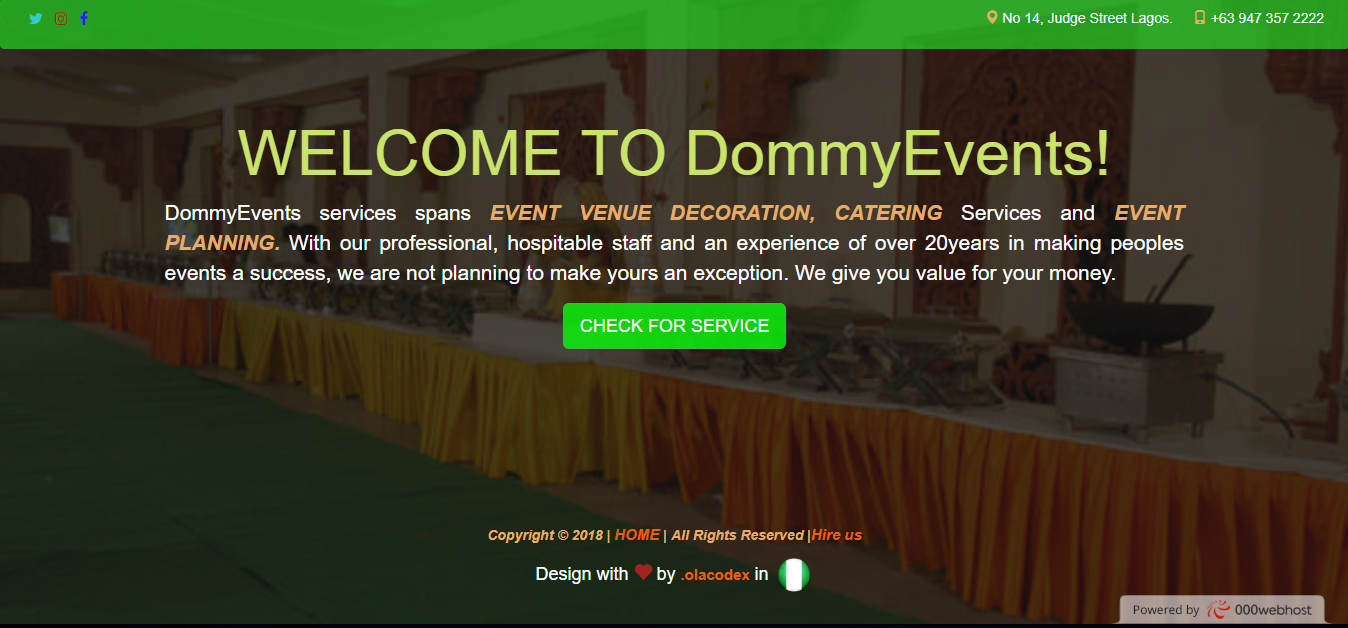 No 14, Judge Street Lagos. +63 947 357 2222
WELCOME TO DommyEvents!
DommyEvents services spans EVENT VENUE DECORATION, CATERING Services and EVENT
PLANNING. With our professional, hospitable staff and an experience of over 20years in making peoples
events a success, we are not planning to make yours an exception. We give you value for your money.
CHECK FOR SERVICE
Copyright © 2018 | HOME | All Rights Reserved |Hire us
Design with ❤ by .olacodex in
Powered by 000webhost